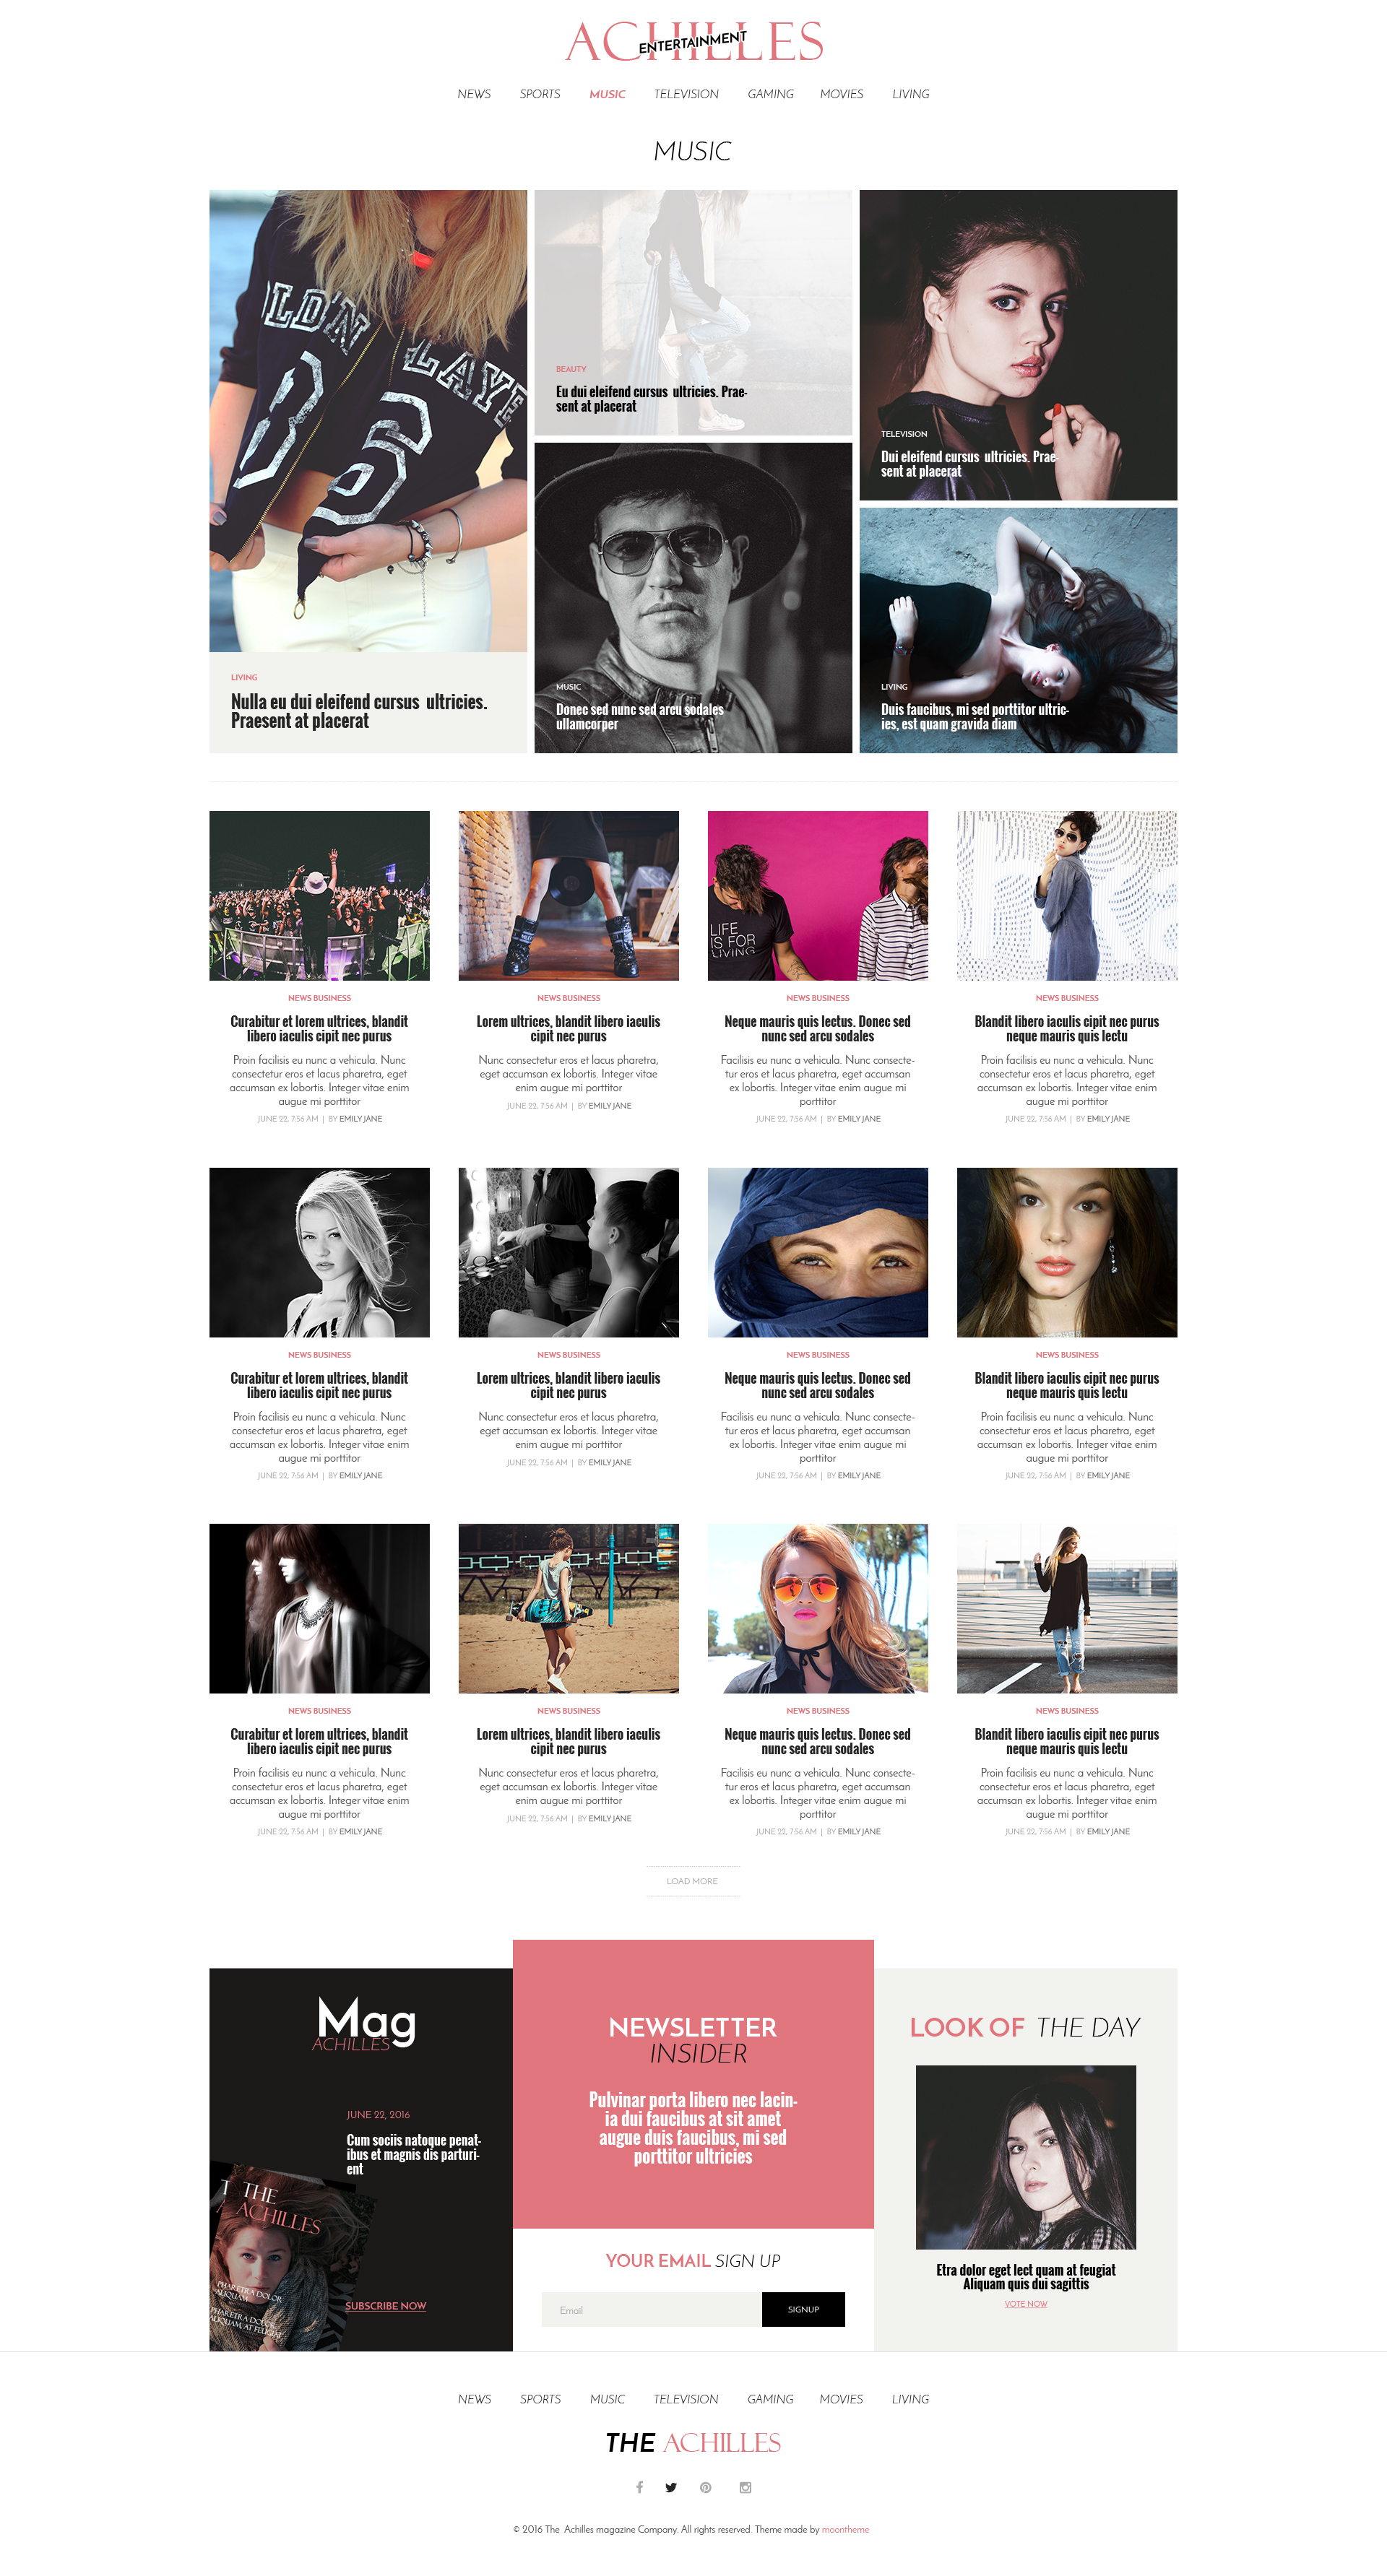 ACHILLES
ENTERTAINMENT
NEWS SPORTS MUSIC TELEVISION GAMING MOVIES LIVING
MUSIC
LIVING
Nulla eu dui eleifend cursus ultricies.
Praesent at placerat
BEAUTY
Eu dui eleifend cursus ultricies. Prae-
sent at placerat
MUSIC
Donec sed nunc sed arcu sodales
ullamcorper
TELEVISION
Dui eleifend cursus ultricies. Prae-
sent at placerat
LIVING
Duis faucibus, mi sed porttitor ultric-
ies, est quam gravida diam
LIFE
IS FOR
LIVING
NEWS BUSINESS
Curabitur et lorem ultrices, blandit
libero iaculis cipit nec purus
Proin facilisis eu nunc a vehicula. Nunc
consectetur eros et lacus pharetra, eget
accumsan ex lobortis. Integer vitae enim
augue mi porttitor
JUNE 22, 7:56 AM | BY EMILY JANE
NEWS BUSINESS
Lorem ultrices, blandit libero iaculis
cipit nec purus
Nunc consectetur eros et lacus pharetra,
eget accumsan ex lobortis. Integer vitae
enim augue mi porttitor
JUNE 22, 7:56 AM | BY EMILY JANE
NEWS BUSINESS
Neque mauris quis lectus. Donec sed
nunc sed arcu sodales
Facilisis eu nunc a vehicula. Nunc consecte-
tur eros et lacus pharetra, eget accumsan
ex lobortis. Integer vitae enim augue mi
porttitor
JUNE 22, 7:56 AM | BY EMILY JANE
NEWS BUSINESS
Blandit libero iaculis cipit nec purus
neque mauris quis lectu
Proin facilisis eu nunc a vehicula. Nunc
consectetur eros et lacus pharetra, eget
accumsan ex lobortis. Integer vitae enim
augue mi porttitor
JUNE 22, 7:56 AM | BY EMILY JANE
NEWS BUSINESS
Curabitur et lorem ultrices, blandit
libero iaculis cipit nec purus
Proin facilisis eu nunc a vehicula. Nunc
consectetur eros et lacus pharetra, eget
accumsan ex lobortis. Integer vitae enim
augue mi porttitor
JUNE 22, 7:56 AM | BY EMILY JANE
NEWS BUSINESS
Lorem ultrices, blandit libero iaculis
cipit nec purus
Nunc consectetur eros et lacus pharetra,
eget accumsan ex lobortis. Integer vitae
enim augue mi porttitor
JUNE 22, 7:56 AM | BY EMILY JANE
NEWS BUSINESS
Neque mauris quis lectus. Donec sed
nunc sed arcu sodales
Facilisis eu nunc a vehicula. Nunc consecte-
tur eros et lacus pharetra, eget accumsan
ex lobortis. Integer vitae enim augue mi
porttitor
JUNE 22, 7:56 AM | BY EMILY JANE
NEWS BUSINESS
Blandit libero iaculis cipit nec purus
neque mauris quis lectu
Proin facilisis eu nunc a vehicula. Nunc
consectetur eros et lacus pharetra, eget
accumsan ex lobortis. Integer vitae enim
augue mi porttitor
JUNE 22, 7:56 AM | BY EMILY JANE
NEWS BUSINESS
Curabitur et lorem ultrices, blandit
libero iaculis cipit nec purus
Proin facilisis eu nunc a vehicula. Nunc
consectetur eros et lacus pharetra, eget
accumsan ex lobortis. Integer vitae enim
augue mi porttitor
JUNE 22, 7:56 AM | BY EMILY JANE
NEWS BUSINESS
Lorem ultrices, blandit libero iaculis
cipit nec purus
Nunc consectetur eros et lacus pharetra,
eget accumsan ex lobortis. Integer vitae
enim augue mi porttitor
JUNE 22, 7:56 AM | BY EMILY JANE
NEWS BUSINESS
Neque mauris quis lectus. Donec sed
nunc sed arcu sodales
Facilisis eu nunc a vehicula. Nunc consecte-
tur eros et lacus pharetra, eget accumsan
ex lobortis. Integer vitae enim augue mi
porttitor
JUNE 22, 7:56 AM | BY EMILY JANE
NEWS BUSINESS
Blandit libero iaculis cipit nec purus
neque mauris quis lectu
Proin facilisis eu nunc a vehicula. Nunc
consectetur eros et lacus pharetra, eget
accumsan ex lobortis. Integer vitae enim
augue mi porttitor
JUNE 22, 7:56 AM | BY EMILY JANE
LOAD MORE
Mag
ACHILLES
JUNE 22, 2016
Cum sociis natoque penat-
ibus et magnis dis parturi-
ent
THE
ACHILLES
PHARETRA DOLOR
ALIQUAM
PHARETRA DOLOR
ALIQUAM, AT FEUGIAT
SUBSCRIBE NOW
NEWSLETTER
INSIDER
Pulvinar porta libero nec lacin-
ia dui faucibus at sit amet
augue duis faucibus, mi sed
porttitor ultricies
YOUR EMAIL SIGN UP
Email
SIGNUP
LOOK OF THE DAY
Etra dolor eget lect quam at feugiat
Aliquam quis dui sagittis
VOTE NOW
NEWS SPORTS MUSIC TELEVISION GAMING MOVIES LIVING
THE ACHILLES
© 2016 The Achilles magazine Company. All rights reserved. Theme made by moontheme